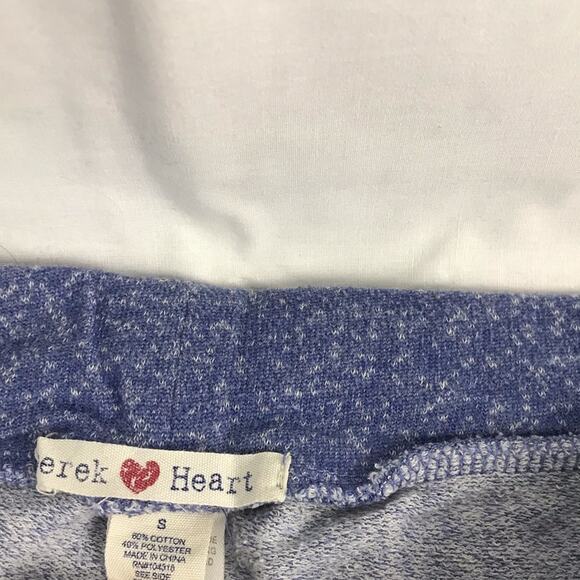 erek Heart
S
60% COTTON
40% POLYESTER
MADE IN CHINA
RN#104318
SEE SIDE